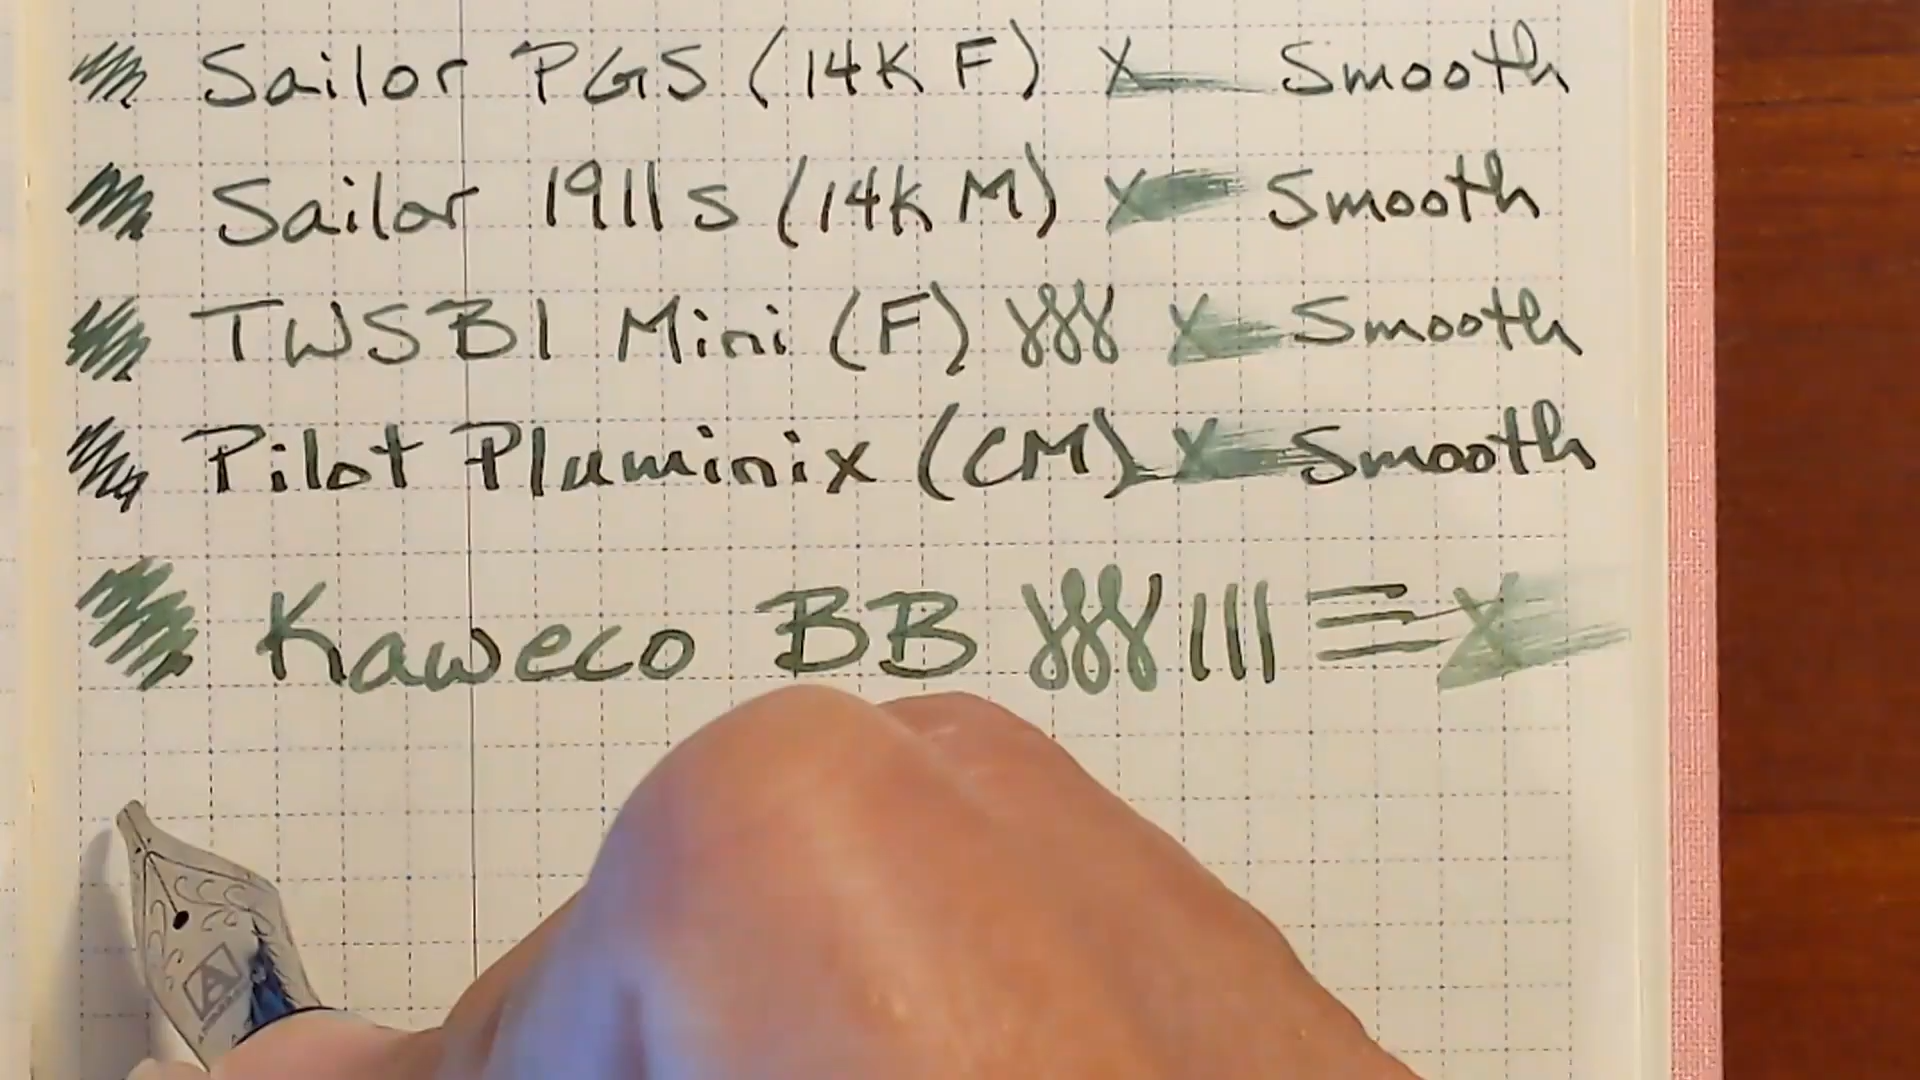 Sailor PGS (14K F) X Smooth
Sailor 1911s (14K M) X Smooth
TWSBI Mini (F) X Smooth
Pilot Pluminix (CM) X Smooth
Kaweco BB X
A